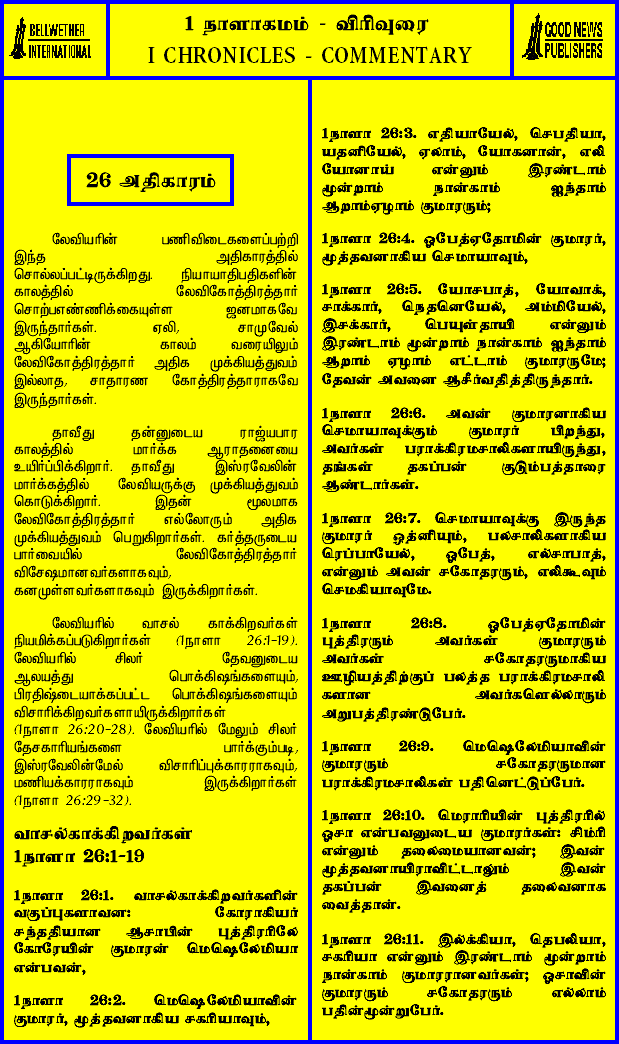 BELLWETHER
INTERNATIONAL
1 நாளாகமம் - விரிவுரை
I CHRONICLES - COMMENTARY
GOOD NEWS
PUBLISHERS
26 அதிகாரம்
லேவியரின் பணிவிடைகளைப்பற்றி
இந்த அதிகாரத்தில்
சொல்லப்பட்டிருக்கிறது. நியாயாதிபதிகளின்
காலத்தில் லேவிகோத்திரத்தார்
சொற்பஎண்ணிக்கையுள்ள ஜனமாகவே
இருந்தார்கள். ஏலி, சாமுவேல்
ஆகியோரின் காலம் வரையிலும்
லேவிகோத்திரத்தார் அதிக முக்கியத்துவம்
இல்லாத, சாதாரண கோத்திரத்தாராகவே
இருந்தார்கள்.
தாவீது தன்னுடைய ராஜ்யபார
காலத்தில் மார்க்க ஆராதனையை
உயிர்ப்பிக்கிறார். தாவீது இஸ்ரவேலின்
மார்க்கத்தில் லேவியருக்கு முக்கியத்துவம்
கொடுக்கிறார். இதன் மூலமாக
லேவிகோத்திரத்தார் எல்லோரும் அதிக
முக்கியத்துவம் பெறுகிறார்கள். கர்த்தருடைய
பார்வையில் லேவிகோத்திரத்தார்
விசேஷமானவர்களாகவும்,
கனமுள்ளவர்களாகவும் இருக்கிறார்கள்.
லேவியரில் வாசல் காக்கிறவர்கள்
நியமிக்கப்படுகிறார்கள் (1நாளா 26:1-19).
லேவியரில் சிலர் தேவனுடைய
ஆலயத்து பொக்கிஷங்களையும்,
பிரதிஷ்டையாக்கப்பட்ட பொக்கிஷங்களையும்
விசாரிக்கிறவர்களாயிருக்கிறார்கள்
(1நாளா 26:20-28). லேவியரில் மேலும் சிலர்
தேசகாரியங்களை பார்க்கும்படி,
இஸ்ரவேலின்மேல் விசாரிப்புக்காரராகவும்,
மணியக்காரராகவும் இருக்கிறார்கள்
(1நாளா 26:29-32).
வாசல்காக்கிறவர்கள்
1நாளா 26:1-19
1நாளா 26:1. வாசல்காக்கிறவர்களின்
வகுப்புகளாவன: கோராகியர்
சந்ததியான ஆசாபின் புத்திரரிலே
கோரேயின் குமாரன் மெஷெலேமியா
என்பவன்,
1நாளா 26:2. மெஷெலேமியாவின்
குமாரர், மூத்தவனாகிய சகரியாவும்,
1நாளா 26:3. எதியாயேல், செபதியா,
யதனியேல், ஏலாம், யோகனான், எலி
யோனாய் என்னும் இரண்டாம்
மூன்றாம் நான்காம் ஐந்தாம்
ஆறாம்ஏழாம் குமாரரும்;
1நாளா 26:4. ஓபேத்ஏதோமின் குமாரர்,
மூத்தவனாகிய செமாயாவும்,
1நாளா 26:5. யோசபாத், யோவாக்,
சாக்கார், நெதனெயேல், அம்மியேல்,
இசக்கார், பெயுள்தாயி என்னும்
இரண்டாம் மூன்றாம் நான்காம் ஐந்தாம்
ஆறாம் ஏழாம் எட்டாம் குமாரருமே;
தேவன் அவனை ஆசீர்வதித்திருந்தார்.
1நாளா 26:6. அவன் குமாரனாகிய
செமாயாவுக்கும் குமாரர் பிறந்து,
அவர்கள் பராக்கிரமசாலிகளாயிருந்து,
தங்கள் தகப்பன் குடும்பத்தாரை
ஆண்டார்கள்.
1நாளா 26:7. செமாயாவுக்கு இருந்த
குமாரர் ஒத்னியும், பலசாலிகளாகிய
ரெப்பாயேல், ஓபேத், எல்சாபாத்,
என்னும் அவன் சகோதரரும், எலிகூவும்
செமகியாவுமே.
1நாளா 26:8. ஓபேத்ஏதோமின்
புத்திரரும் அவர்கள் குமாரரும்
அவர்கள் சகோதரருமாகிய
ஊழியத்திற்குப் பலத்த பராக்கிரமசாலி
களான அவர்களெல்லாரும்
அறுபத்திரண்டுபேர்.
1நாளா 26:9. மெஷெலேமியாவின்
குமாரரும் சகோதரருமான
பராக்கிரமசாலிகள் பதினெட்டுப்பேர்.
1நாளா 26:10. மெராரியின் புத்திரரில்
ஓசா என்பவனுடைய குமாரர்கள்: சிம்ரி
என்னும் தலைமையானவன்; இவன்
மூத்தவனாயிராவிட்டாலும் இவன்
தகப்பன் இவனைத் தலைவனாக
வைத்தான்.
1நாளா 26:11. இல்க்கியா, தெபலியா,
சகரியா என்னும் இரண்டாம் மூன்றாம்
நான்காம் குமாரரானவர்கள்; ஓசாவின்
குமாரரும் சகோதரரும் எல்லாம்
பதின்மூன்றுபேர்.